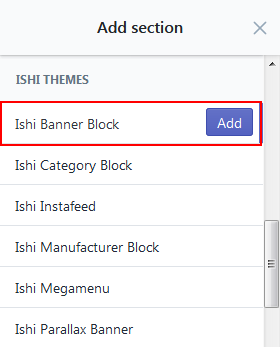 Add section
ISHI THEMES
Ishi Banner Block Add
Ishi Category Block
Ishi Instafeed
Ishi Manufacturer Block
Ishi Megamenu
Ishi Parallax Banner